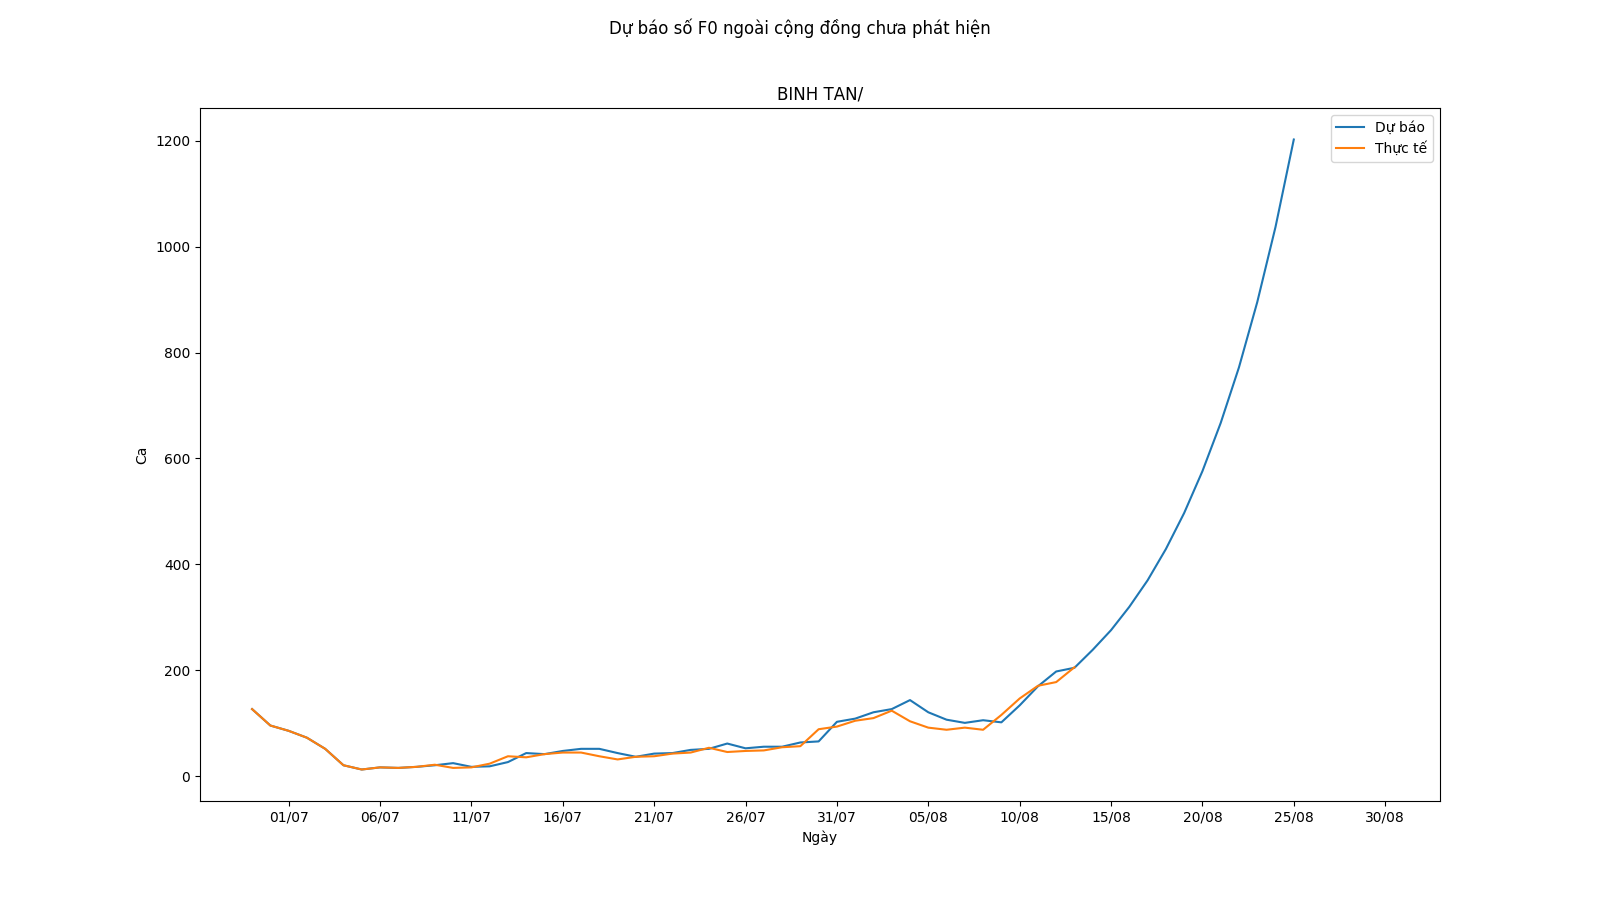 Dự báo số F0 ngoài cộng đồng chưa phát hiện
BINH TAN/
Dự báo
Thực tế
1200
1000
800
600
400
200
0
Ca
01/07 06/07 11/07 16/07 21/07 26/07 31/07 05/08 10/08 15/08 20/08 25/08 30/08
Ngày